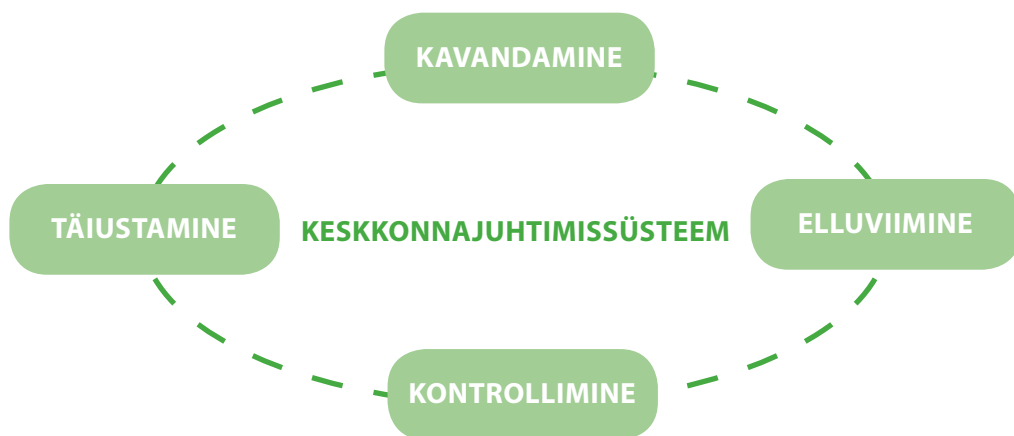 KAVANDAMINE
TÄIUSTAMINE
KESKKONNAJUHTIMISSÜSTEEM
ELLUVIIMINE
KONTROLLIMINE